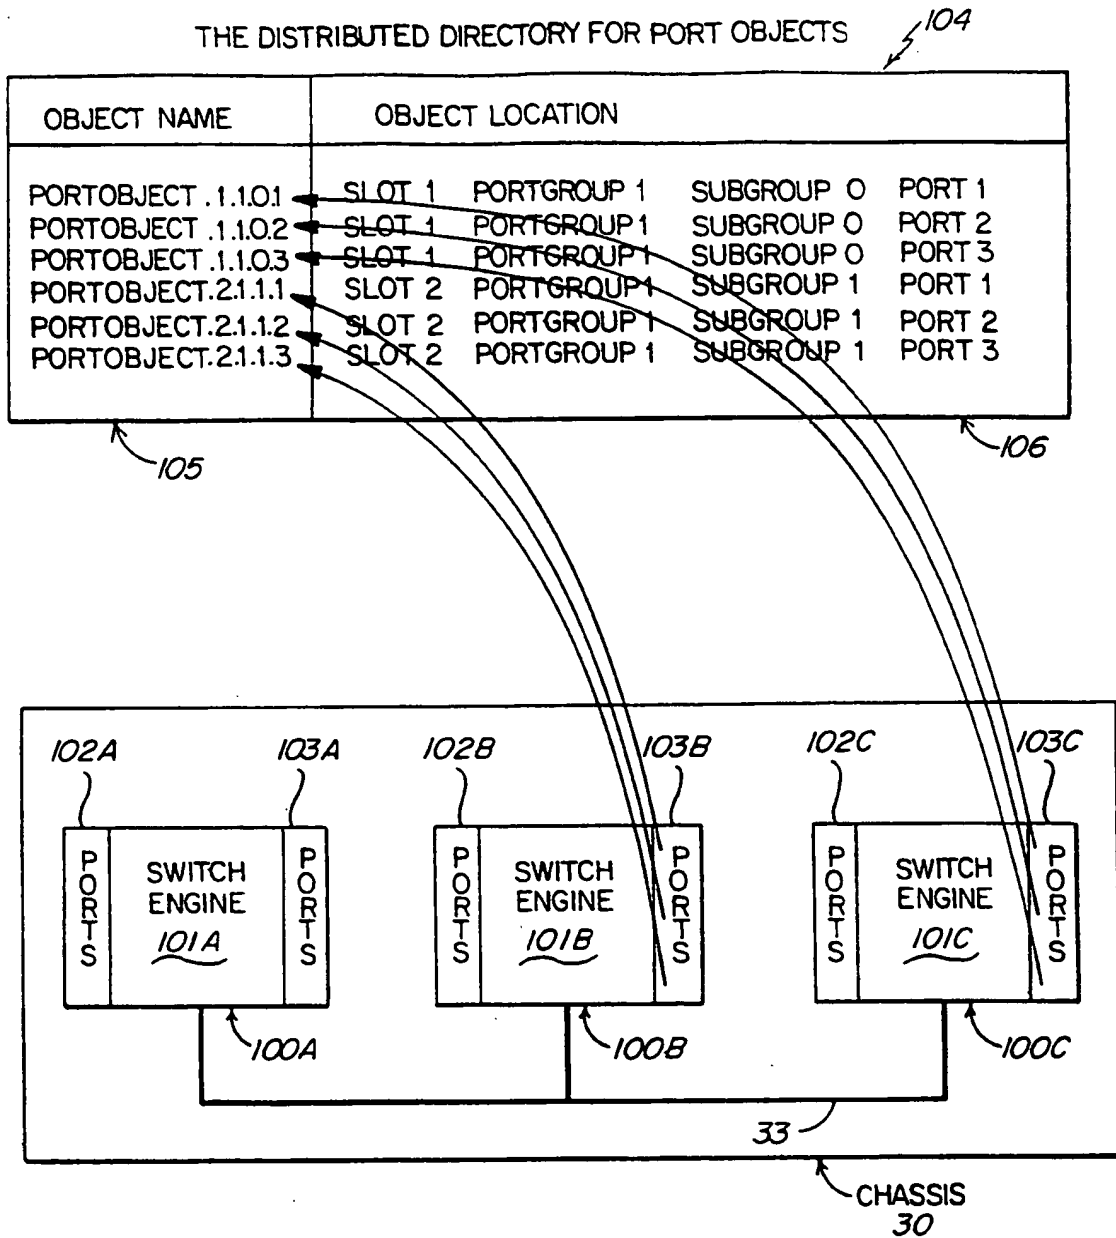 104
THE DISTRIBUTED DIRECTORY FOR PORT OBJECTS
OBJECT NAME OBJECT LOCATION
PORTOBJECT.1.1.0.1 SLOT 1 PORTGROUP 1 SUBGROUP 0 PORT 1
PORTOBJECT.1.1.0.2 SLOT 1 PORTGROUP 1 SUBGROUP 0 PORT 2
PORTOBJECT.1.1.0.3 SLOT 1 PORTGROUP 1 SUBGROUP 0 PORT 3
PORTOBJECT.2.1.1.1 SLOT 2 PORTGROUP 1 SUBGROUP 1 PORT 1
PORTOBJECT.2.1.1.2 SLOT 2 PORTGROUP 1 SUBGROUP 1 PORT 2
PORTOBJECT.2.1.1.3 SLOT 2 PORTGROUP 1 SUBGROUP 1 PORT 3
105 106
102A 103A 102B 103B 102C 103C
PORTS SWITCH ENGINE 101A PORTS
PORTS SWITCH ENGINE 101B PORTS
PORTS SWITCH ENGINE 101C PORTS
100A 100B 100C
33
CHASSIS
30